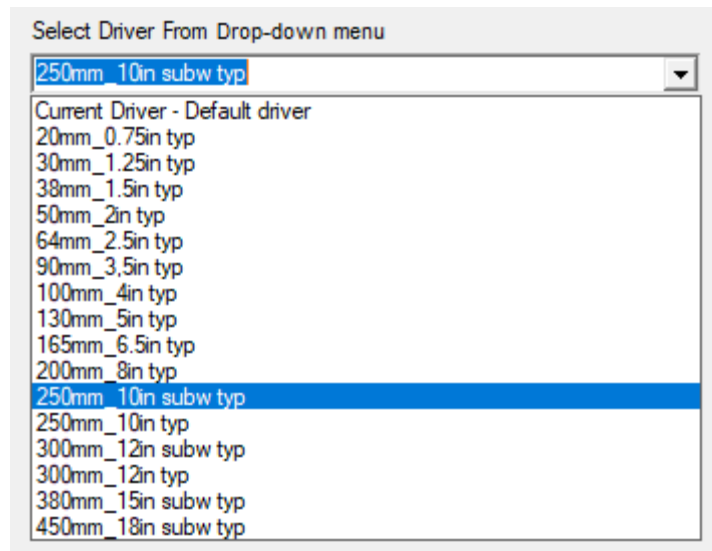 Select Driver From Drop-down menu
250mm_10in subw typ
Current Driver - Default driver
20mm_0.75in typ
30mm_1.25in typ
38mm_1.5in typ
50mm_2in typ
64mm_2.5in typ
90mm_3,5in typ
100mm_4in typ
130mm_5in typ
165mm_6.5in typ
200mm_8in typ
250mm_10in subw typ
250mm_10in typ
300mm_12in subw typ
300mm_12in typ
380mm_15in subw typ
450mm_18in subw typ